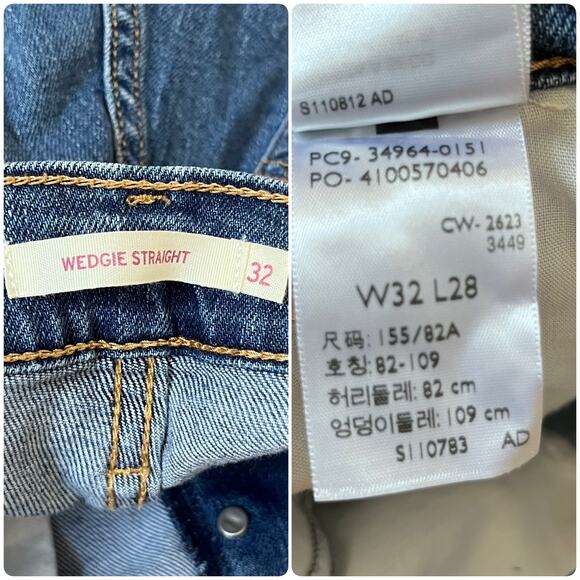 WEDGIE STRAIGHT 32
S110812 AD
PC9- 34964-0151
PO- 4100570406
CW- 2623
3449
W32 L28
尺码: 155/82A
호칭: 82-109
허리둘레: 82 cm
엉덩이둘레: 109 cm
S110783 AD